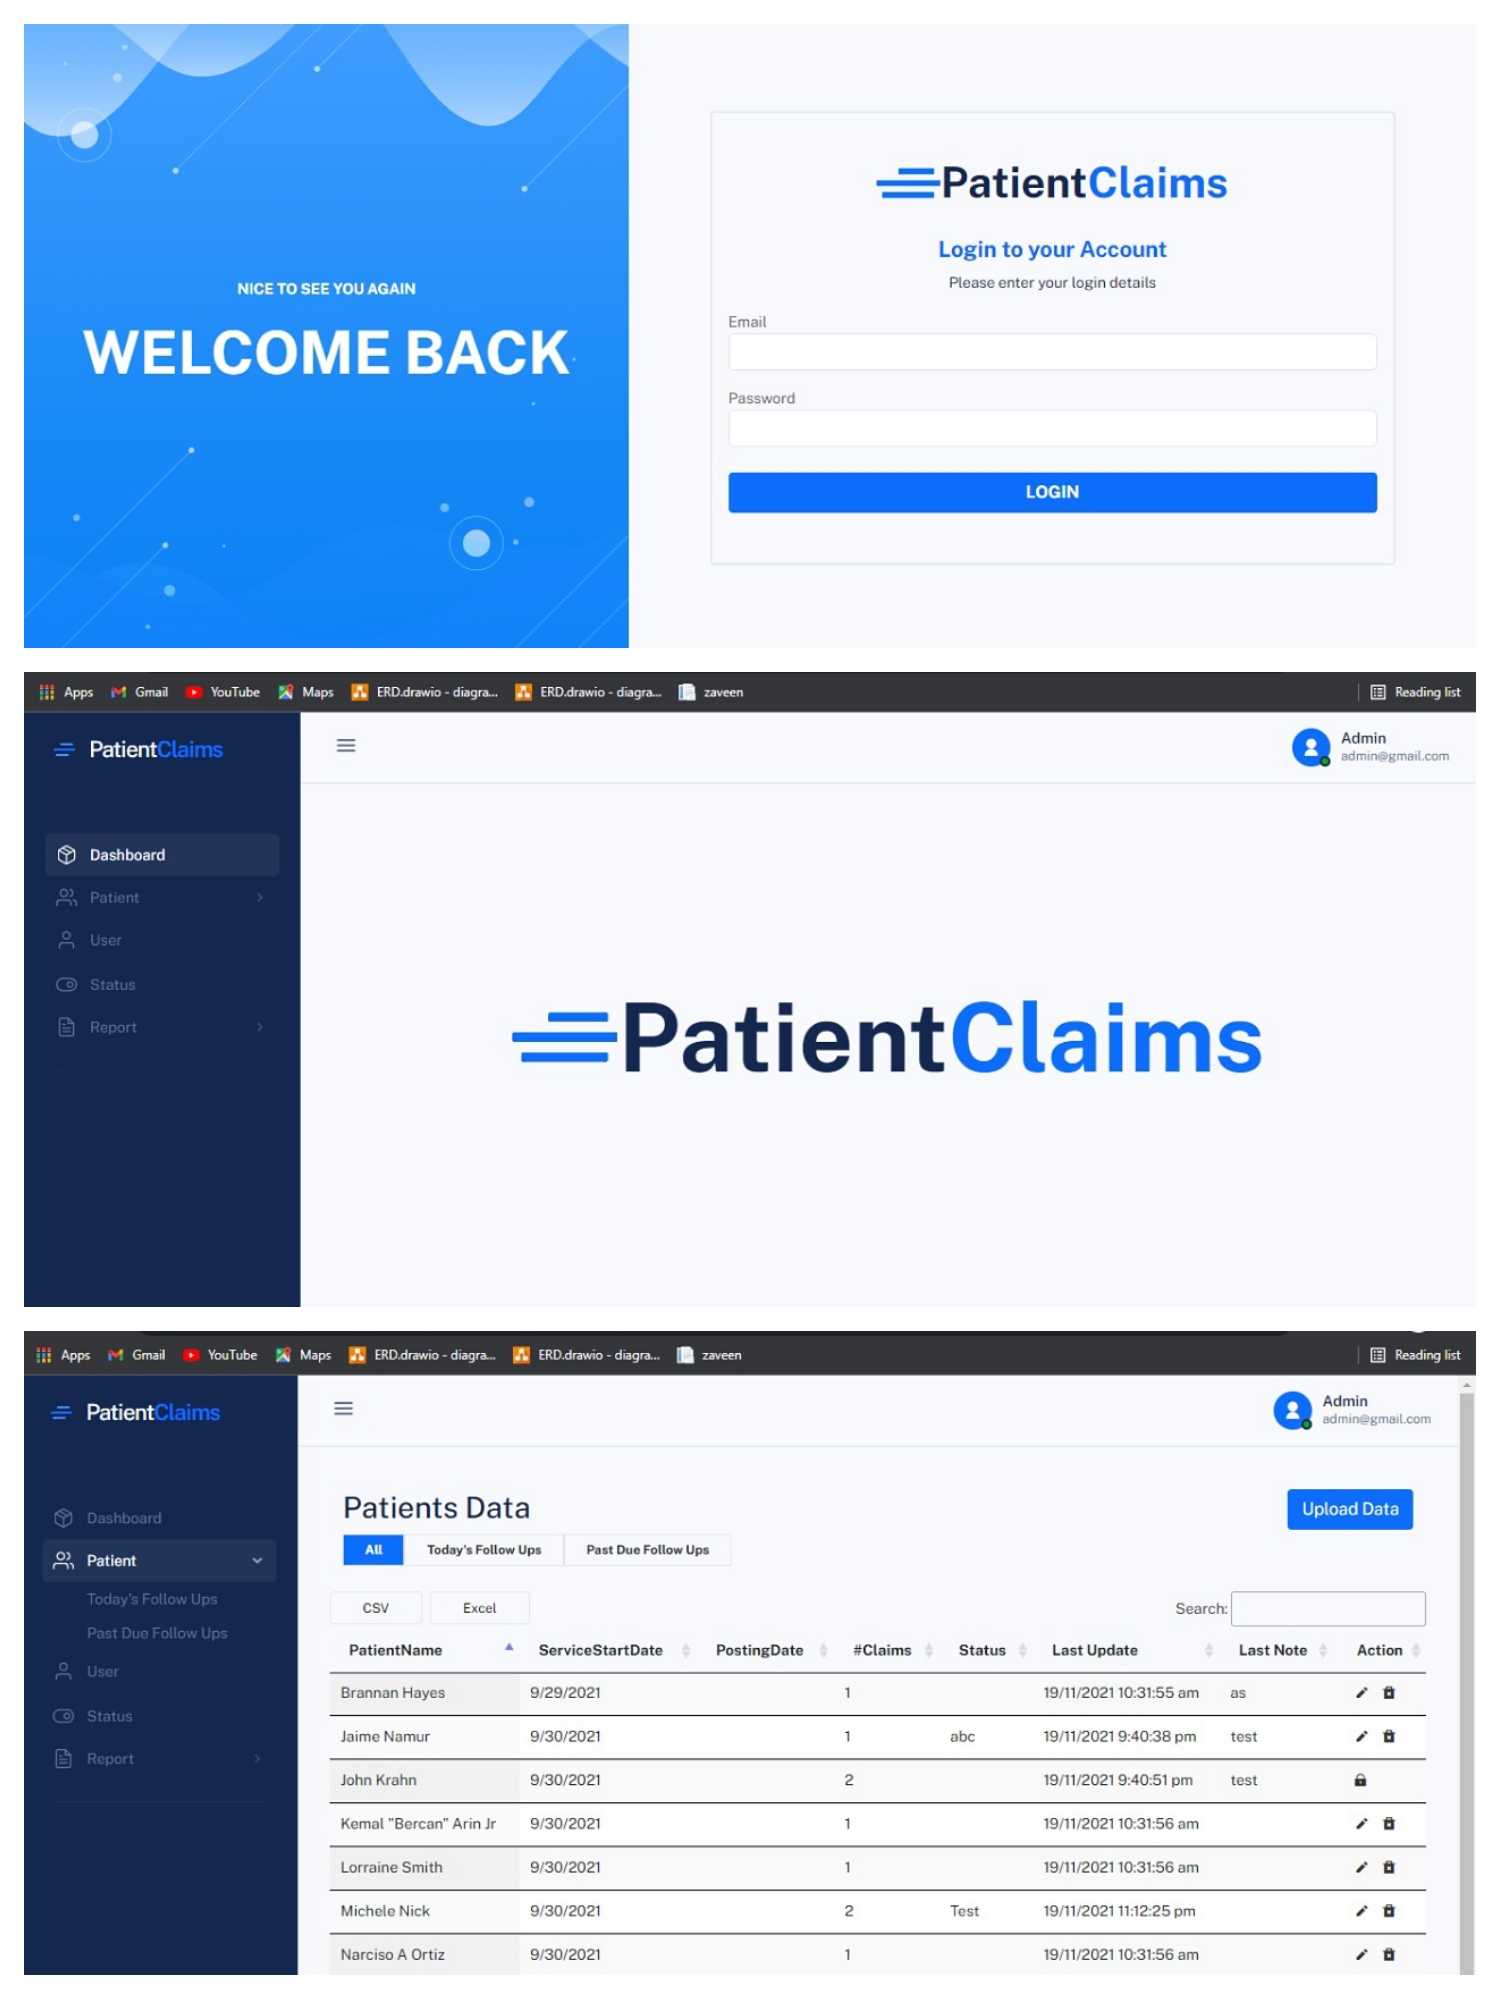 PatientClaims
Login to your Account
Please enter your login details
NICE TO SEE YOU AGAIN
WELCOME BACK
Email
Password
LOGIN
Apps Gmail YouTube Maps ERD.drawio - diagra... ERD.drawio - diagra... zaveen Reading list
PatientClaims
Admin
admin@gmail.com
Dashboard
Patient
User
Status
Report
PatientClaims
Apps Gmail YouTube Maps ERD.drawio - diagra... ERD.drawio - diagra... zaveen Reading list
PatientClaims
Admin
admin@gmail.com
Dashboard
Patient
Today's Follow Ups
Past Due Follow Ups
User
Status
Report
Patients Data
Upload Data
All Today's Follow Ups Past Due Follow Ups
CSV Excel Search:
PatientName ServiceStartDate PostingDate #Claims Status Last Update Last Note Action
Brannan Hayes 9/29/2021 1 19/11/2021 10:31:55 am as
Jaime Namur 9/30/2021 1 abc 19/11/2021 9:40:38 pm test
John Krahn 9/30/2021 2 19/11/2021 9:40:51 pm test
Kemal "Bercan" Arin Jr 9/30/2021 1 19/11/2021 10:31:56 am
Lorraine Smith 9/30/2021 1 19/11/2021 10:31:56 am
Michele Nick 9/30/2021 2 Test 19/11/2021 11:12:25 pm
Narciso A Ortiz 9/30/2021 1 19/11/2021 10:31:56 am